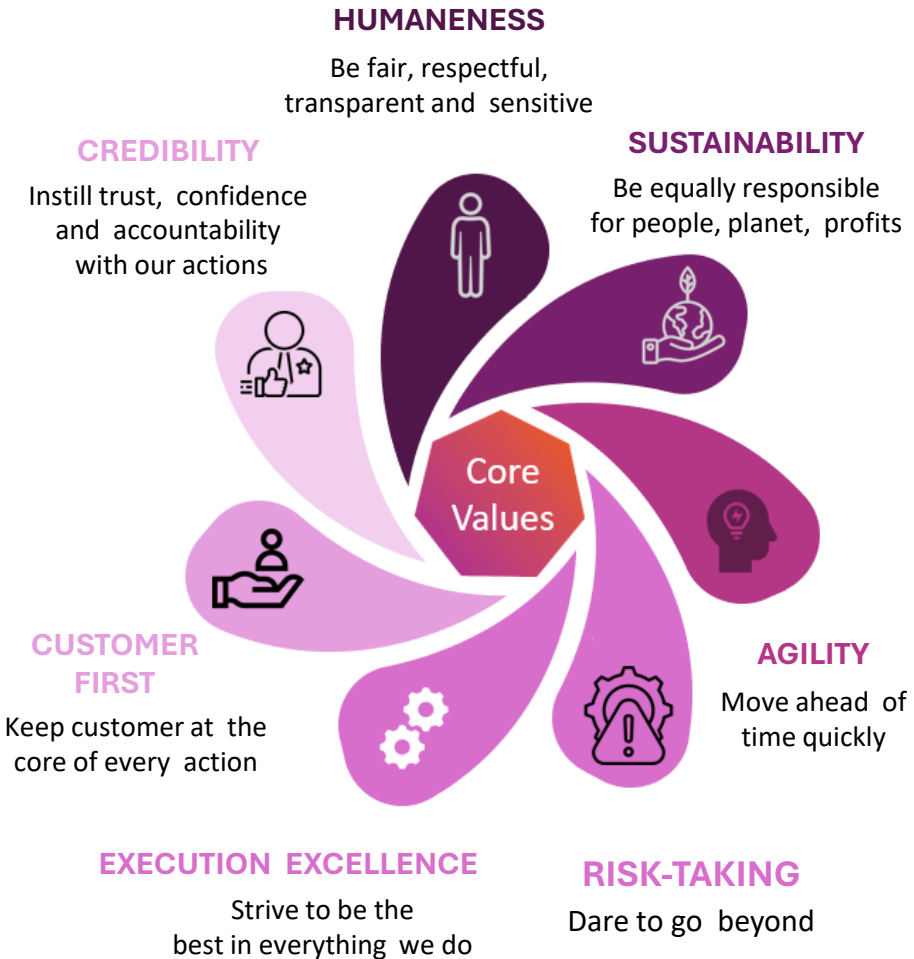 HUMANENESS
Be fair, respectful,
transparent and sensitive
CREDIBILITY
Instill trust, confidence
and accountability
with our actions
SUSTAINABILITY
Be equally responsible
for people, planet, profits
Core
Values
CUSTOMER
FIRST
Keep customer at the
core of every action
AGILITY
Move ahead of
time quickly
EXECUTION EXCELLENCE
Strive to be the
best in everything we do
RISK-TAKING
Dare to go beyond